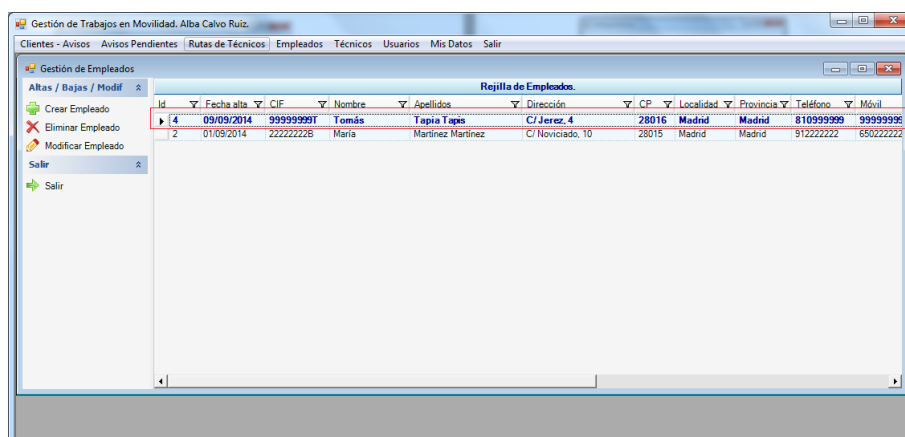 Gestión de Trabajos en Movilidad. Alba Calvo Ruiz.
Clientes - Avisos Avisos Pendientes Rutas de Técnicos Empleados Técnicos Usuarios Mis Datos Salir
Gestión de Empleados
Altas / Bajas / Modif
Crear Empleado
Eliminar Empleado
Modificar Empleado
Salir
Salir
Rejilla de Empleados.
Id Fecha alta CIF Nombre Apellidos Dirección CP Localidad Provincia Teléfono Móvil
4 09/09/2014 99999999T Tomás Tapia Tapis C/ Jerez, 4 28016 Madrid Madrid 810999999 99999999
2 01/09/2014 22222222B María Martínez Martínez C/ Noviciado, 10 28015 Madrid Madrid 912222222 650222222